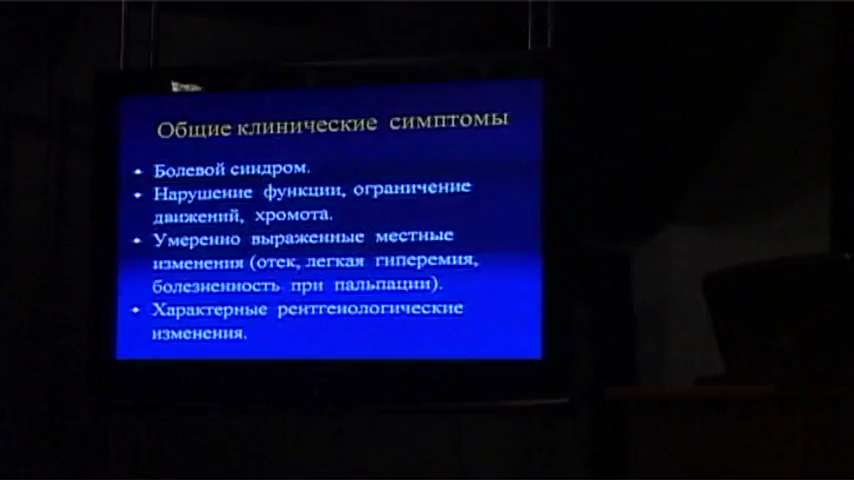 Общие клинические симптомы
• Болевой синдром.
• Нарушение функции, ограничение
движений, хромота.
• Умеренно выраженные местные
изменения (отек, легкая гиперемия,
болезненность при пальпации).
• Характерные рентгенологические
изменения.